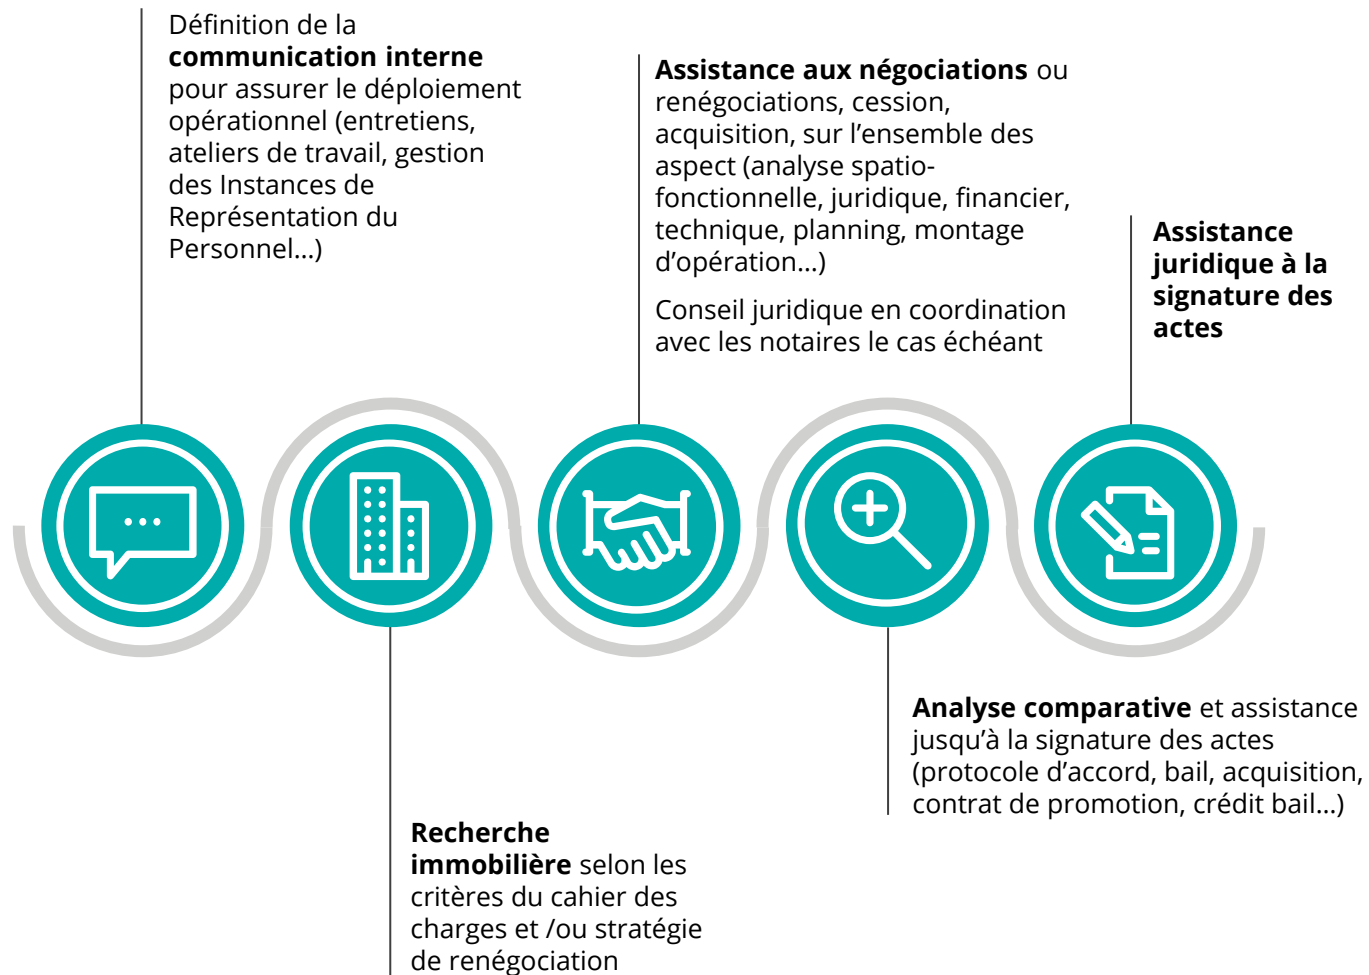 Définition de la
communication interne
pour assurer le déploiement
opérationnel (entretiens,
ateliers de travail, gestion
des Instances de
Représentation du
Personnel...)
Recherche
immobilière selon les
critères du cahier des
charges et /ou stratégie
de renégociation
Assistance aux négociations ou
renégociations, cession,
acquisition, sur l'ensemble des
aspect (analyse spatio-
fonctionnelle, juridique, financier,
technique, planning, montage
d'opération...)
Conseil juridique en coordination
avec les notaires le cas échéant
Analyse comparative et assistance
jusqu'à la signature des actes
(protocole d'accord, bail, acquisition,
contrat de promotion, crédit bail...)
Assistance
juridique à la
signature des
actes